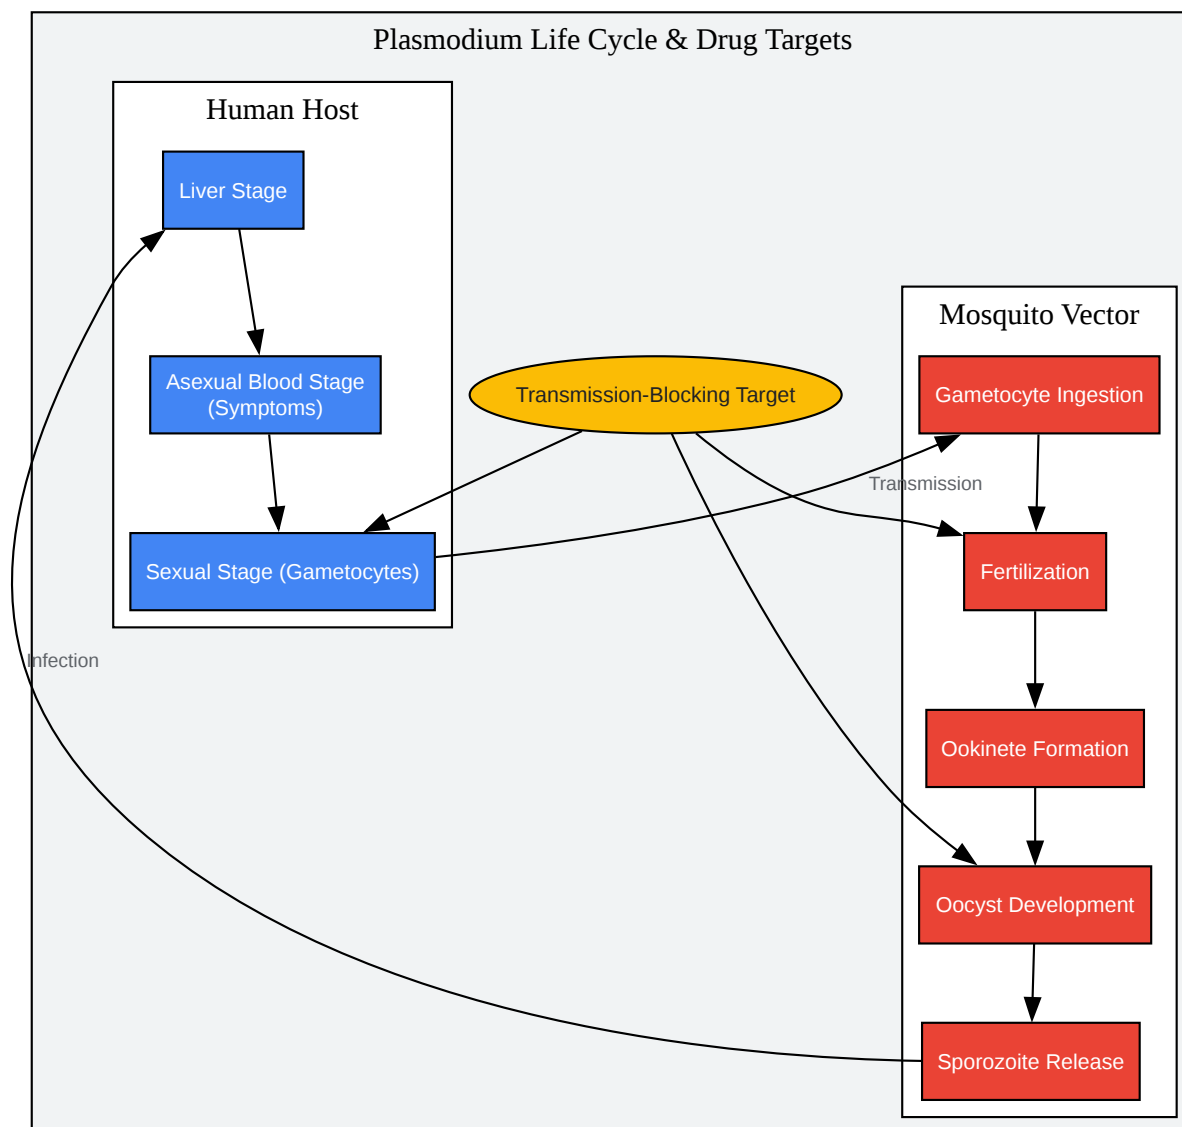 Plasmodium Life Cycle & Drug Targets
Human Host
Liver Stage
Asexual Blood Stage
(Symptoms)
Sexual Stage (Gametocytes)
Transmission-Blocking Target
Transmission
Infection
Mosquito Vector
Gametocyte Ingestion
Fertilization
Ookinete Formation
Oocyst Development
Sporozoite Release